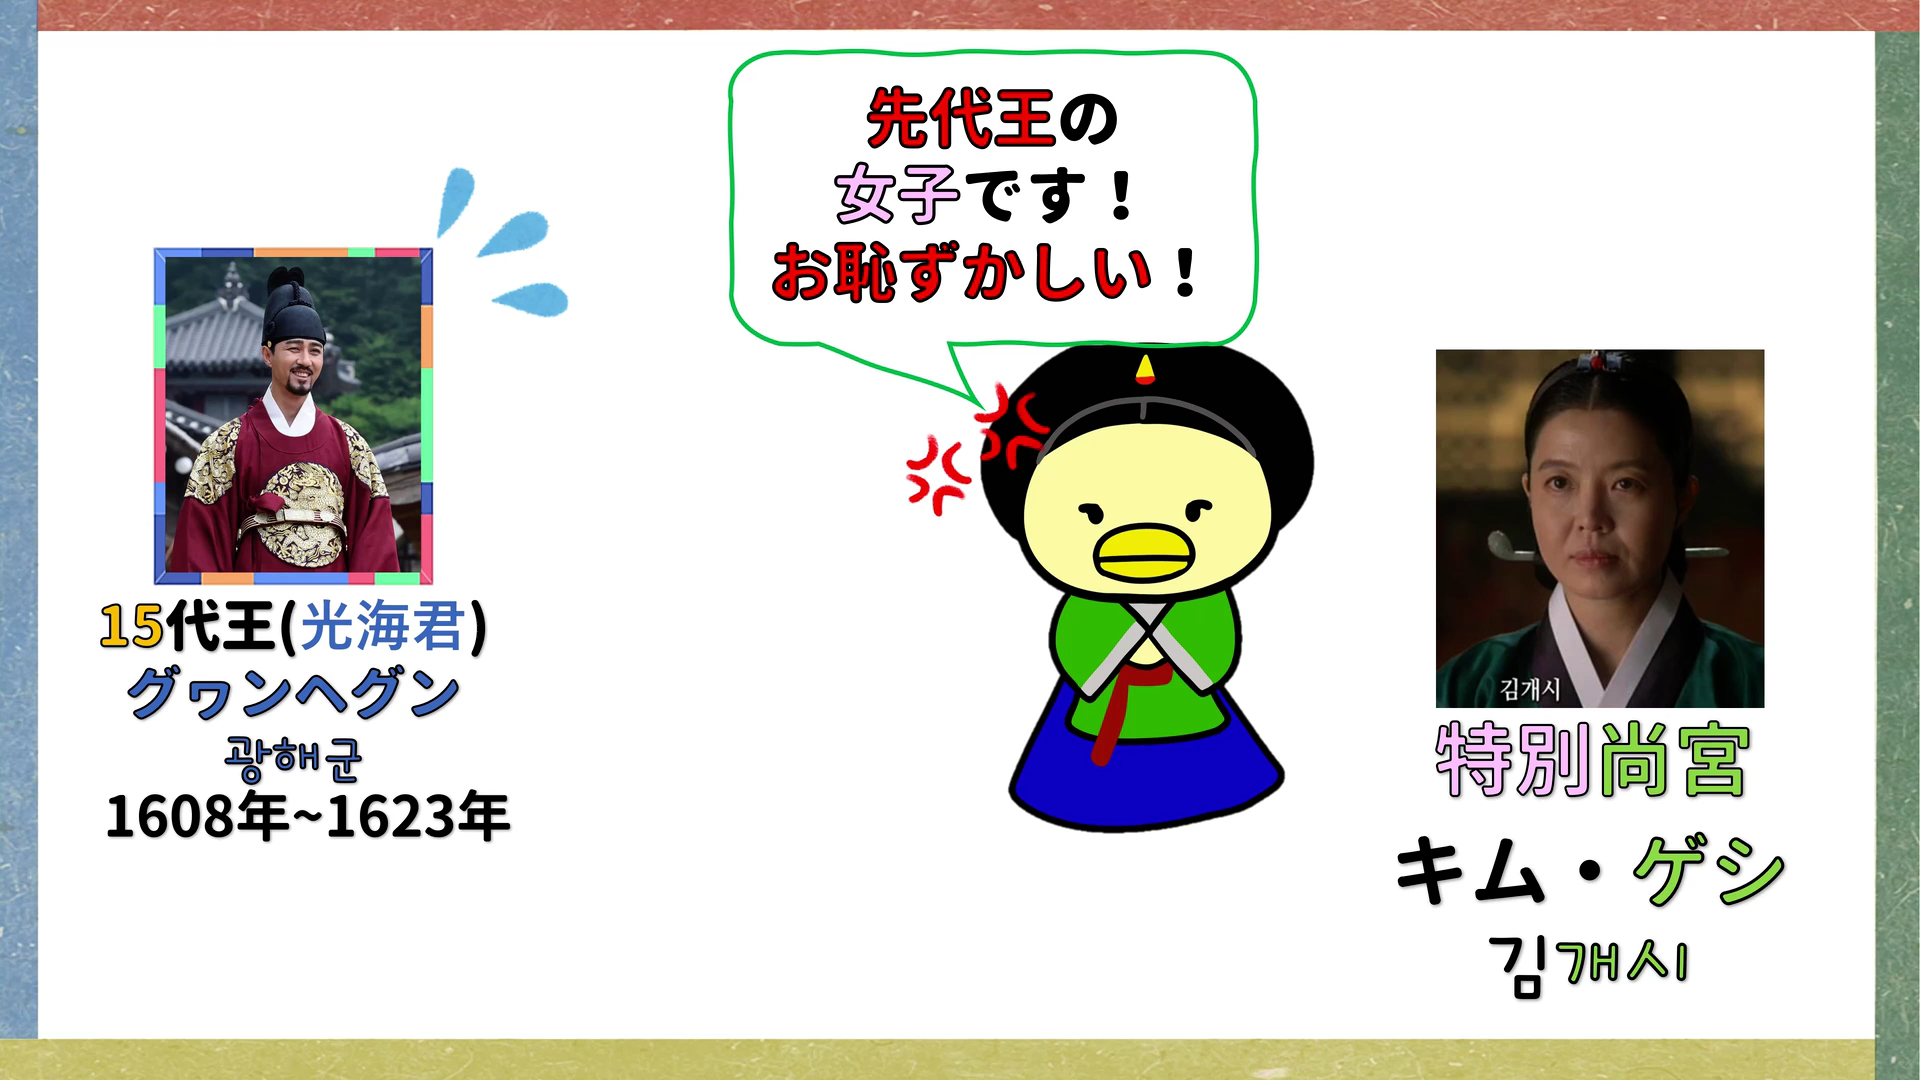 先代王の
女子です！
お恥ずかしい！
15代王(光海君)
グヮンヘグン
광해군
1608年~1623年
김개시
特別尚宮
キム・ゲシ
김개시